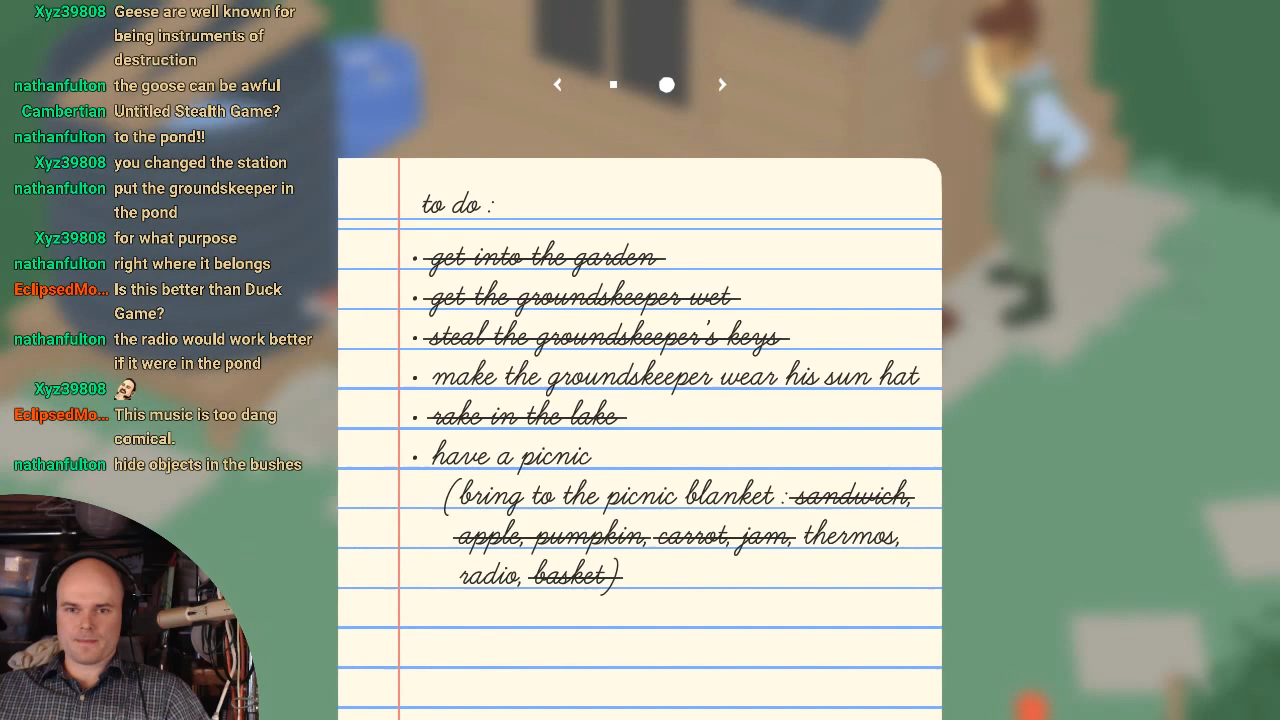 Xyz39808 Geese are well known for
being instruments of
destruction
nathanfulton the goose can be awful
Cambertian Untitled Stealth Game?
nathanfulton to the pond!!
Xyz39808 you changed the station
nathanfulton put the groundskeeper in
the pond
Xyz39808 for what purpose
nathanfulton right where it belongs
EclipsedMo... Is this better than Duck
Game?
nathanfulton the radio would work better
if it were in the pond
Xyz39808
EclipsedMo... This music is too dang
comical.
nathanfulton hide objects in the bushes
to do :
• get into the garden
• get the groundskeeper wet
• steal the groundskeeper's keys
• make the groundskeeper wear his sun hat
• rake in the lake
• have a picnic
(bring to the picnic blanket : sandwich,
apple, pumpkin, carrot, jam, thermos,
radio, basket)